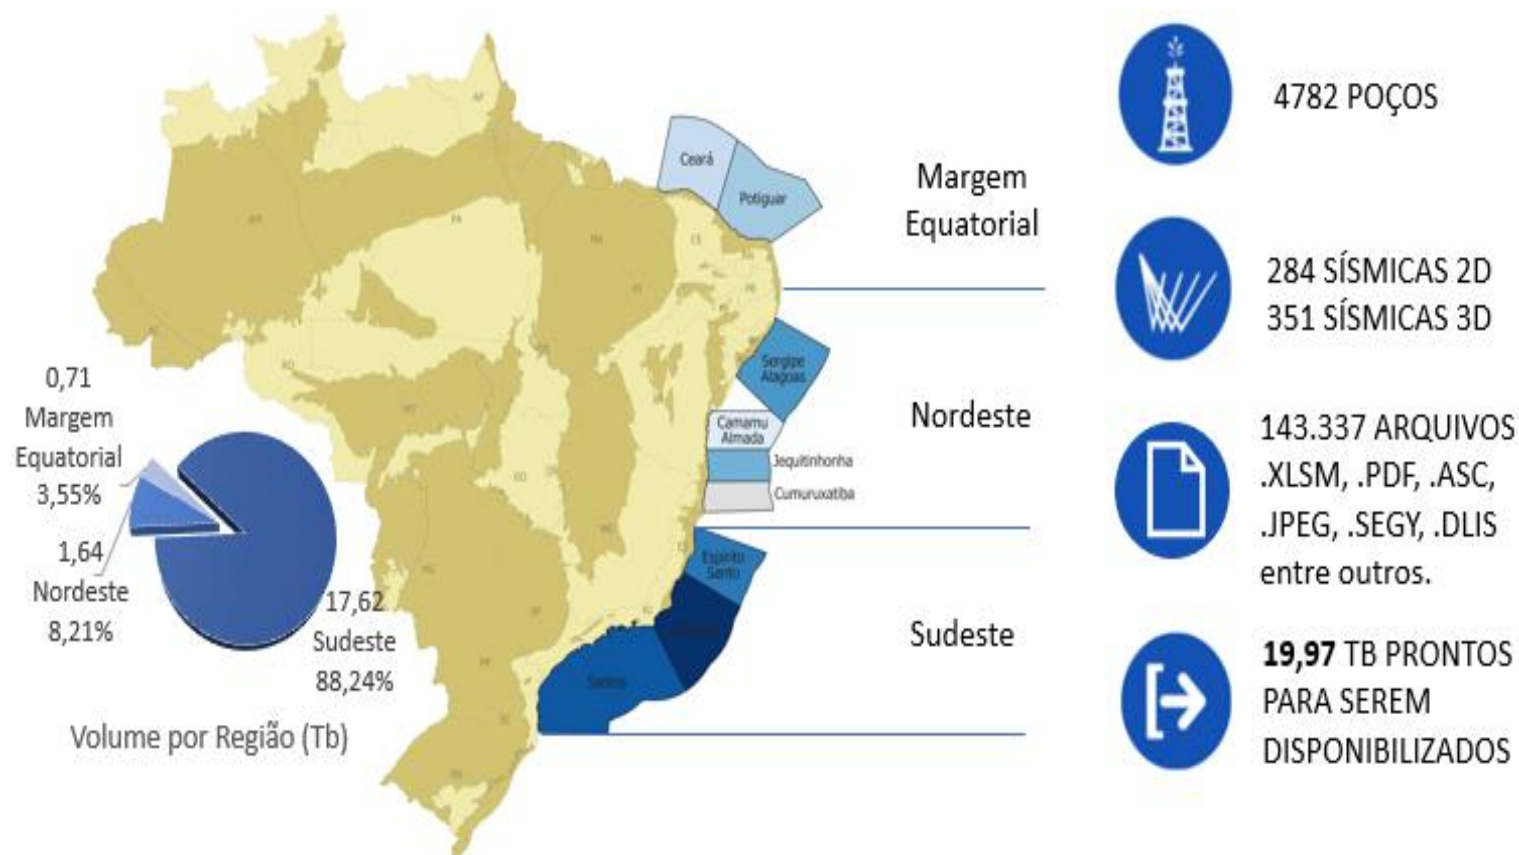 Ceará
Potiguar
Margem
Equatorial
Sergipe
Alagoas
Camamu
Almada
Jequitinhonha
Cumuruxatiba
Nordeste
Espírito
Santo
Santos
Sudeste
0,71
Margem
Equatorial
3,55%
1,64
Nordeste
8,21%
17,62
Sudeste
88,24%
Volume por Região (Tb)
4782 POÇOS
284 SÍSMICAS 2D
351 SÍSMICAS 3D
143.337 ARQUIVOS
.XLSM, .PDF, .ASC,
.JPEG, .SEGY, .DLIS
entre outros.
19,97 TB PRONTOS
PARA SEREM
DISPONIBILIZADOS